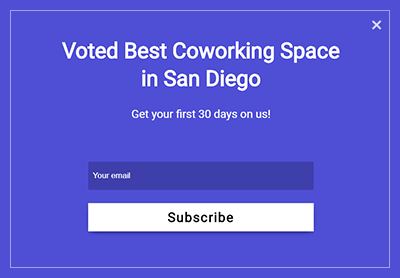 Voted Best Coworking Space
in San Diego
Get your first 30 days on us!
Your email
Subscribe